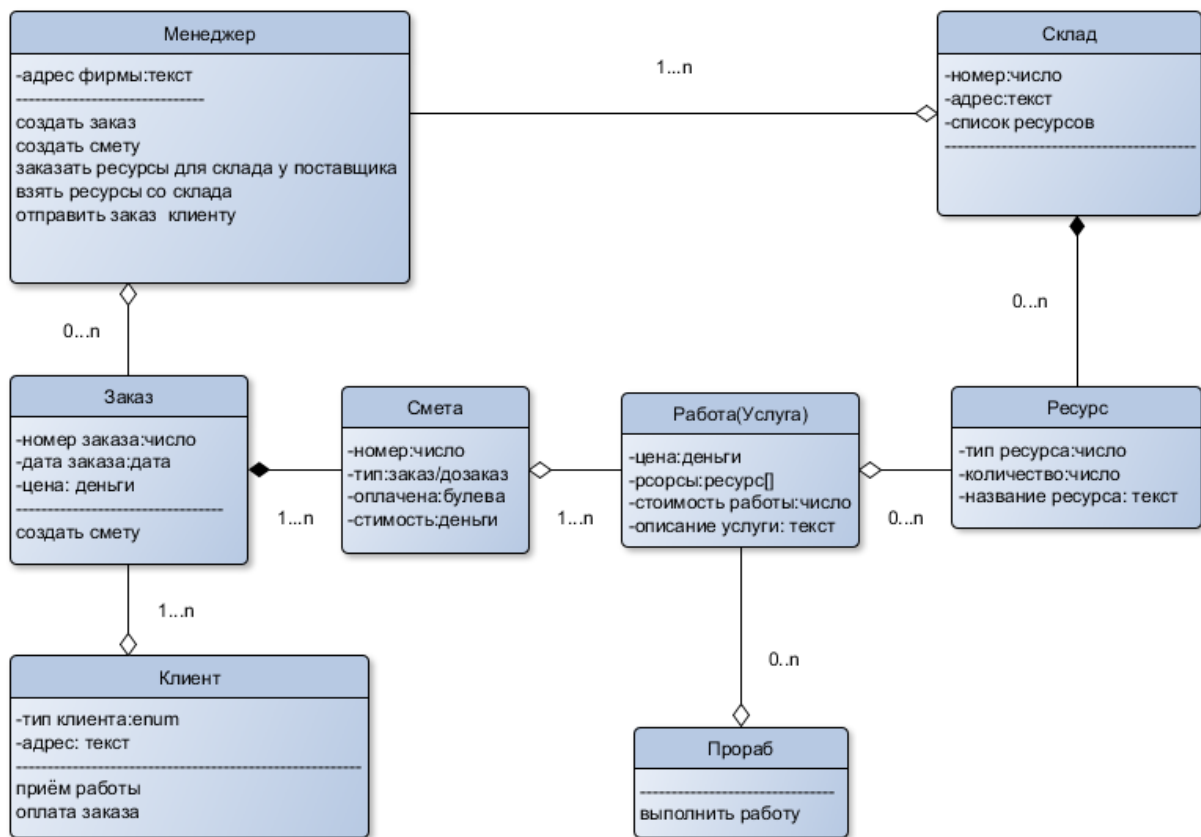 Менеджер
-адрес фирмы:текст
------------------------------
создать заказ
создать смету
заказать ресурсы для склада у поставщика
взять ресурсы со склада
отправить заказ клиенту
1...n
Склад
-номер:число
-адрес:текст
-список ресурсов
----------------------------------------
0...n
0...n
Заказ
-номер заказа:число
-дата заказа:дата
-цена: деньги
---------------------------------
создать смету
1...n
Смета
-номер:число
-тип:заказ/дозаказ
-оплачена:булева
-стимость:деньги
1...n
Работа(Услуга)
-цена:деньги
-рсорсы:ресурс[]
-стоимость работы:число
-описание услуги: текст
0...n
Ресурс
-тип ресурса:число
-количество:число
-название ресурса: текст
1...n
Клиент
-тип клиента:enum
-адрес: текст
-------------------------------------------------------
приём работы
оплата заказа
0..n
Прораб
-------------------------------
выполнить работу